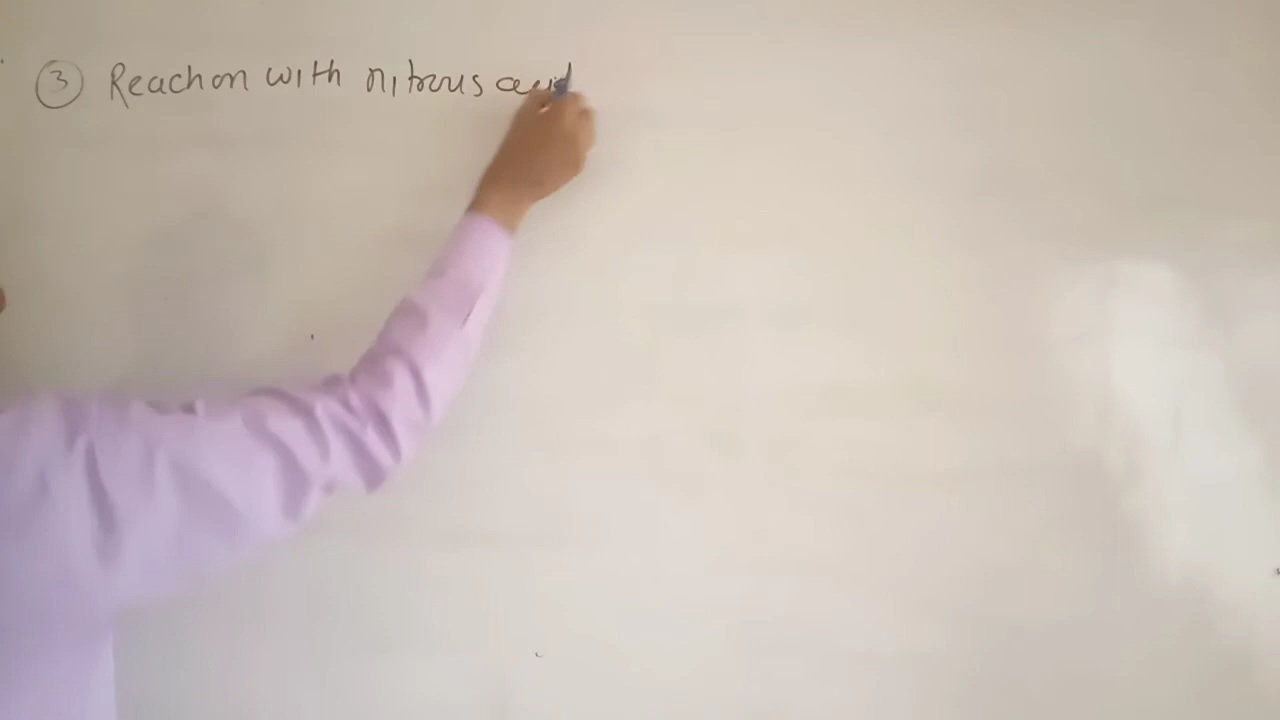 ③ Reaction with nitrous acid